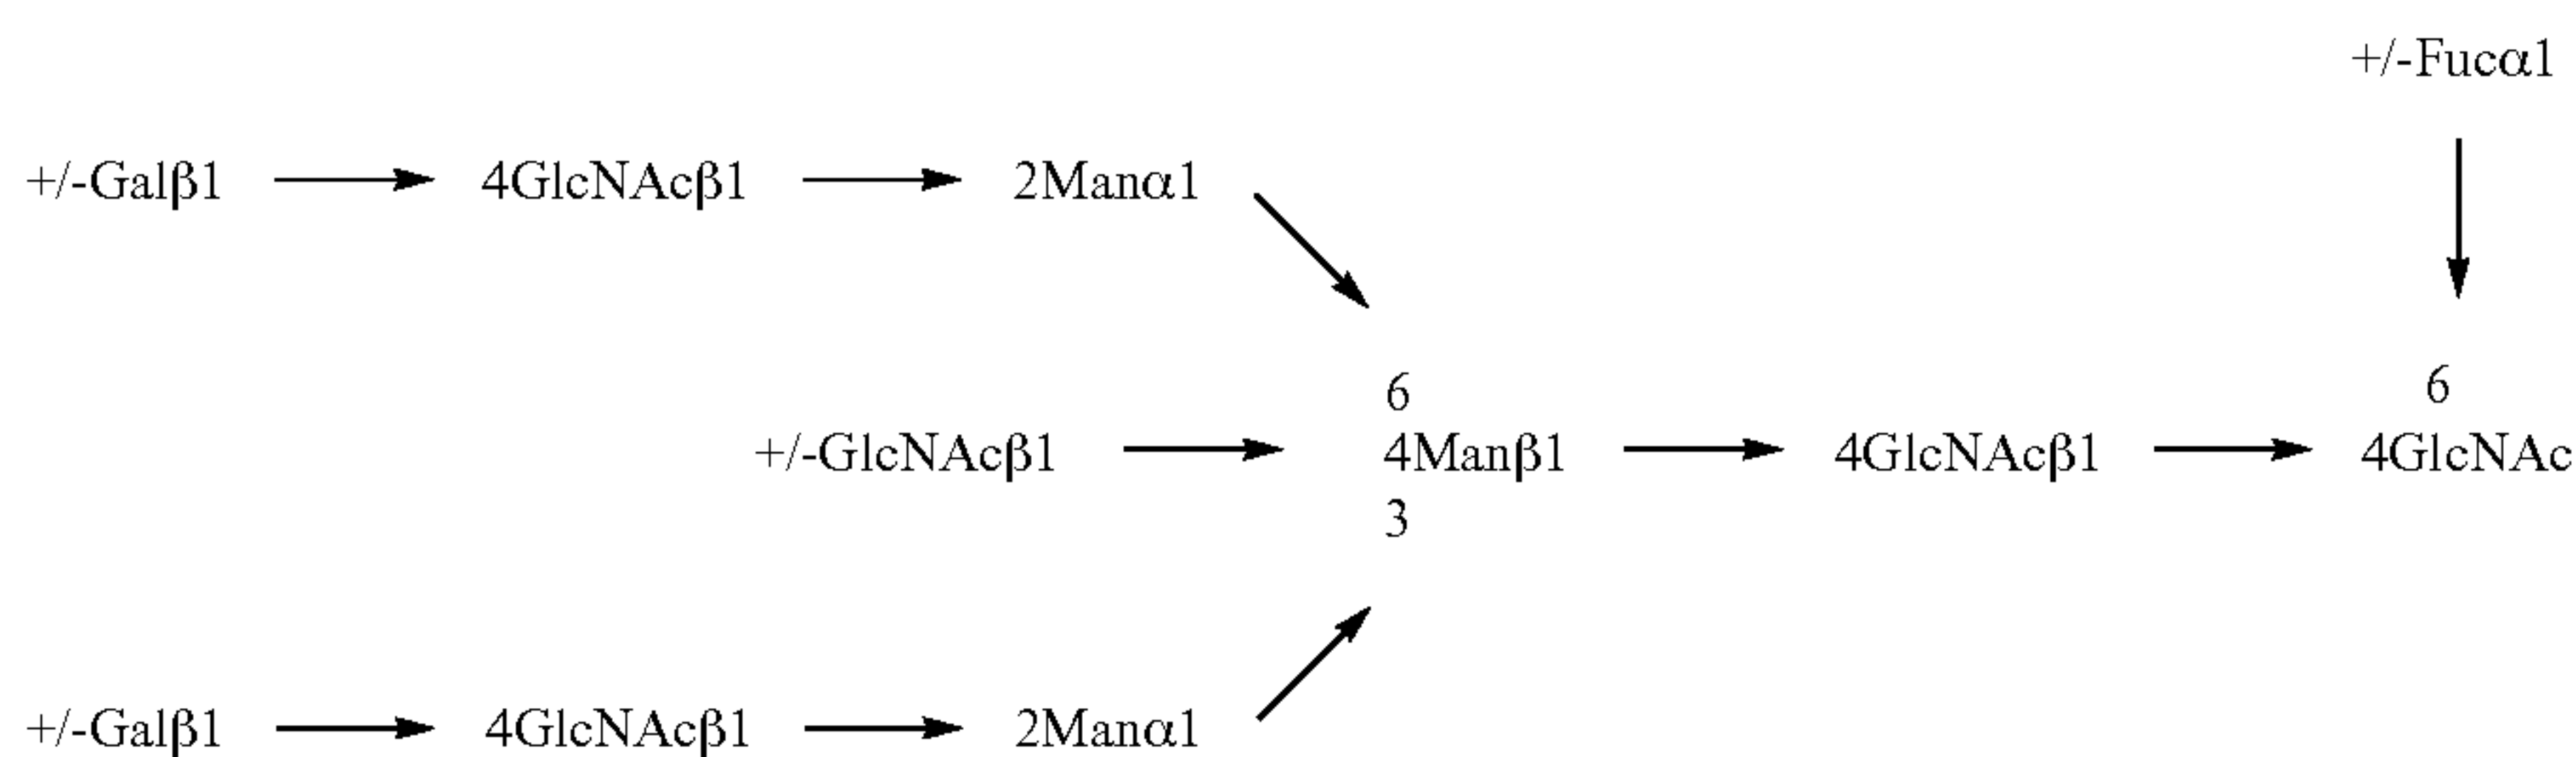 +/-Fucα1
+/-Galβ1 4GlcNAcβ1 2Manα1
6 6
+/-GlcNAcβ1 4Manβ1 4GlcNAcβ1 4GlcNAc
3
+/-Galβ1 4GlcNAcβ1 2Manα1